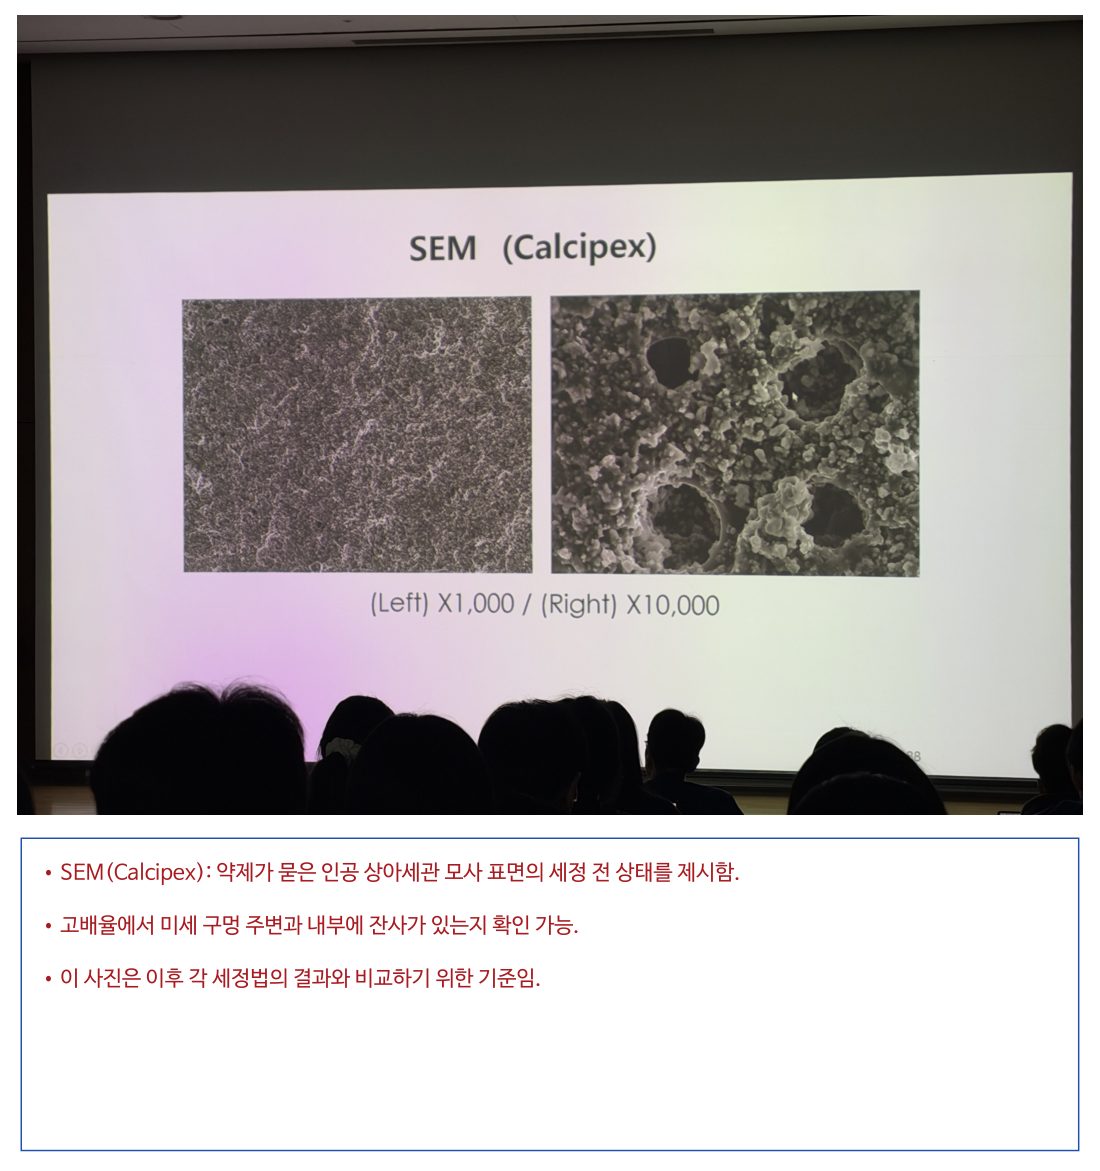 SEM (Calcipex)
(Left) X1,000 / (Right) X10,000
• SEM(Calcipex): 약제가 묻은 인공 상아세관 모사 표면의 세정 전 상태를 제시함.
• 고배율에서 미세 구멍 주변과 내부에 잔사가 있는지 확인 가능.
• 이 사진은 이후 각 세정법의 결과와 비교하기 위한 기준임.